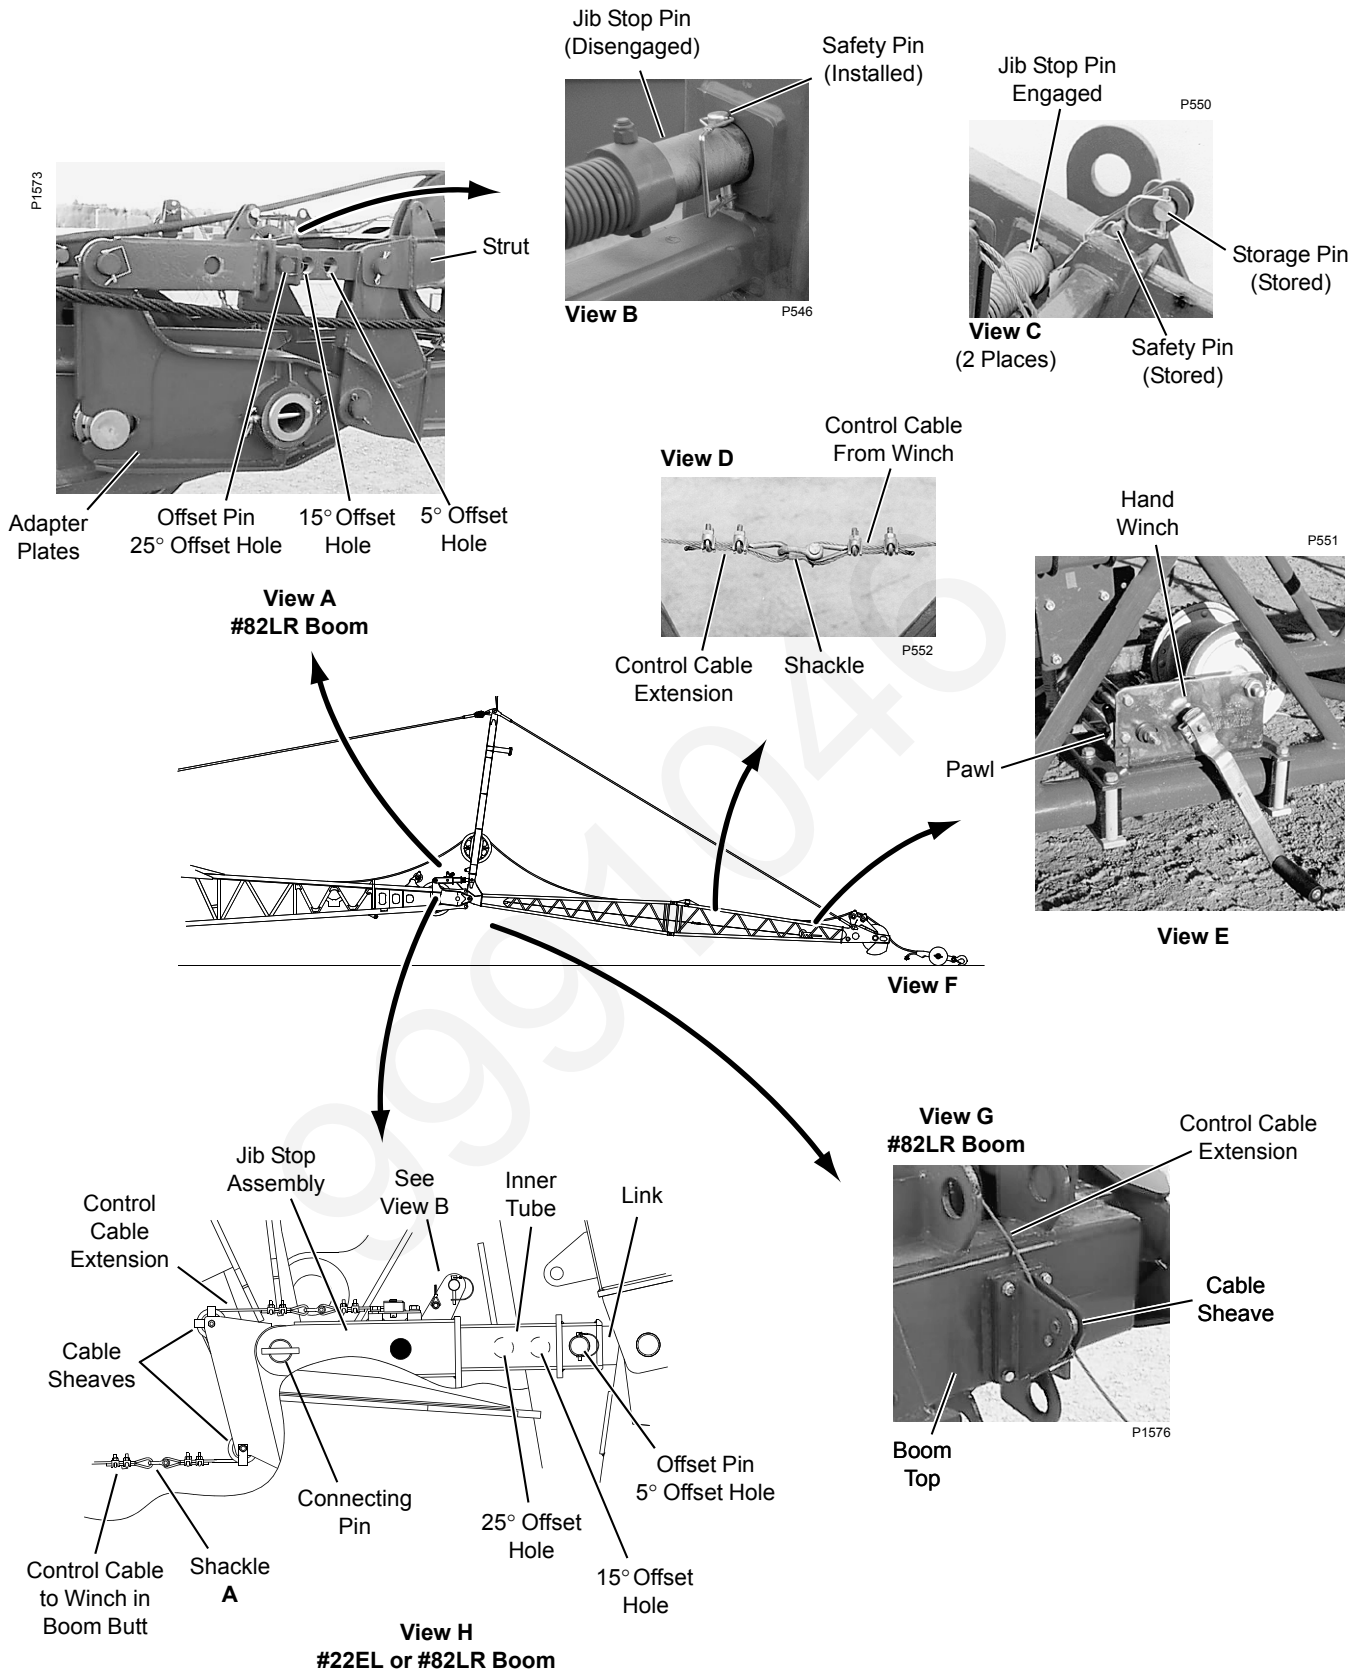 Jib Stop Pin
(Disengaged)
Safety Pin
(Installed)
View B
P546
Jib Stop Pin
Engaged
P550
Storage Pin
(Stored)
Safety Pin
(Stored)
View C
(2 Places)
P1573
Strut
Adapter
Plates
Offset Pin
25° Offset Hole
15° Offset
Hole
5° Offset
Hole
View A
#82LR Boom
View D
Control Cable
From Winch
Control Cable
Extension
Shackle
P552
Hand
Winch
P551
Pawl
View E
View F
9991046
View G
#82LR Boom
Control Cable
Extension
Cable
Sheave
Boom
Top
P1576
Jib Stop
Assembly
See
View B
Inner
Tube
Link
Control
Cable
Extension
Cable
Sheaves
Connecting
Pin
Offset Pin
5° Offset Hole
25° Offset
Hole
15° Offset
Hole
Control Cable
to Winch in
Boom Butt
Shackle
A
View H
#22EL or #82LR Boom